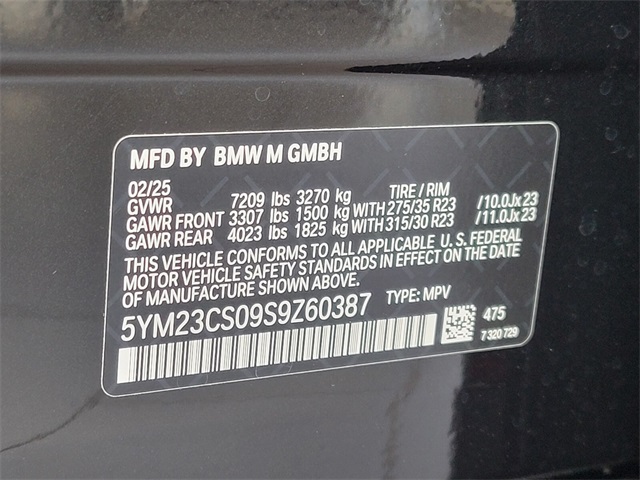 MFD BY BMW M GMBH
02/25
GVWR 7209 lbs 3270 kg TIRE / RIM
GAWR FRONT 3307 lbs 1500 kg WITH 275/35 R23 /10.0Jx23
GAWR REAR 4023 lbs 1825 kg WITH 315/30 R23 /11.0Jx23
THIS VEHICLE CONFORMS TO ALL APPLICABLE U.S. FEDERAL
MOTOR VEHICLE SAFETY STANDARDS IN EFFECT ON THE
DATE OF MANUFACTURE SHOWN ABOVE.
5YM23CS09S9Z60387 TYPE: MPV
475
7 320 729